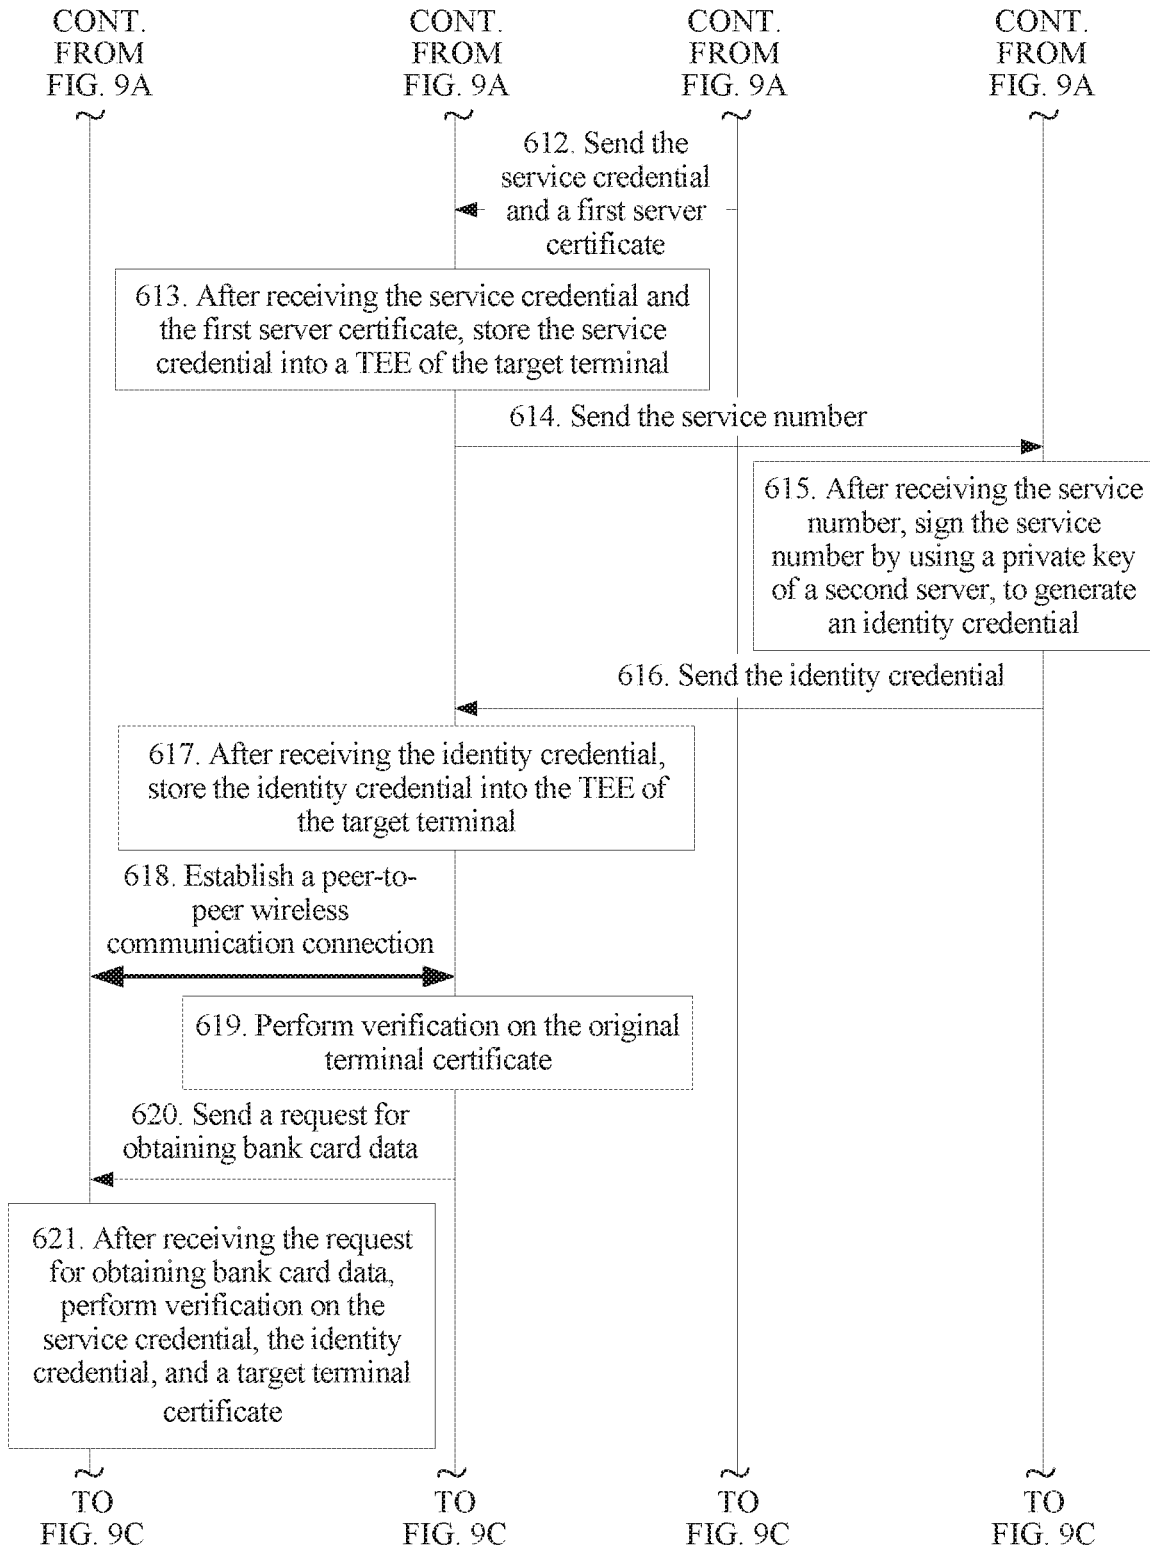 CONT.
FROM
FIG. 9A
CONT.
FROM
FIG. 9A
CONT.
FROM
FIG. 9A
CONT.
FROM
FIG. 9A
612. Send the
service credential
and a first server
certificate
613. After receiving the service credential and
the first server certificate, store the service
credential into a TEE of the target terminal
614. Send the service number
615. After receiving the service
number, sign the service
number by using a private key
of a second server, to generate
an identity credential
616. Send the identity credential
617. After receiving the identity credential,
store the identity credential into the TEE of
the target terminal
618. Establish a peer-to-
peer wireless
communication connection
619. Perform verification on the original
terminal certificate
620. Send a request for
obtaining bank card data
621. After receiving the request
for obtaining bank card data,
perform verification on the
service credential, the identity
credential, and a target terminal
certificate
TO
FIG. 9C
TO
FIG. 9C
TO
FIG. 9C
TO
FIG. 9C